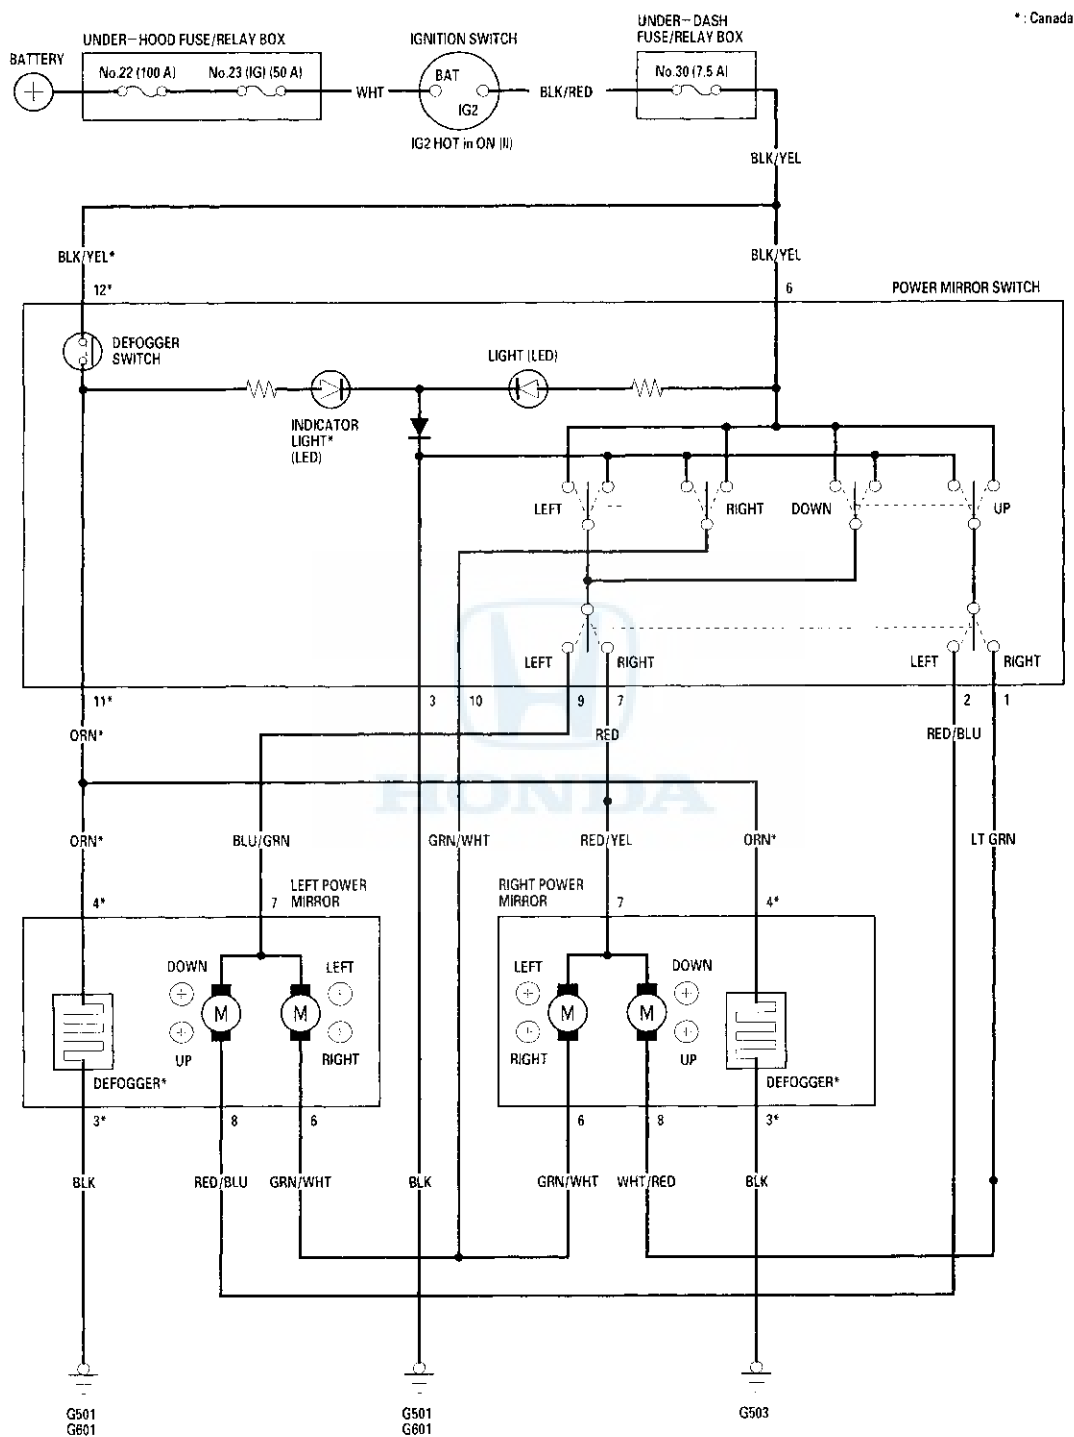 * : Canada
UNDER-HOOD FUSE/RELAY BOX
IGNITION SWITCH
UNDER-DASH
FUSE/RELAY BOX
BATTERY
No.22 (100 A)
No.23 (IG) (50 A)
BAT
IG2
No.30 (7.5 A)
WHT
BLK/RED
IG2 HOT in ON (II)
BLK/YEL
BLK/YEL*
BLK/YEL
12*
6
POWER MIRROR SWITCH
DEFOGGER
SWITCH
LIGHT (LED)
INDICATOR
LIGHT*
(LED)
LEFT
RIGHT
DOWN
UP
LEFT
RIGHT
LEFT
RIGHT
11*
3
10
9
7
2
1
ORN*
RED
RED/BLU
HONDA
ORN*
BLU/GRN
GRN/WHT
RED/YEL
ORN*
LT GRN
4*
7
LEFT POWER
MIRROR
RIGHT POWER
MIRROR
7
4*
DOWN
LEFT
LEFT
DOWN
M
M
M
M
UP
RIGHT
RIGHT
UP
DEFOGGER*
DEFOGGER*
3*
8
6
6
8
3*
BLK
RED/BLU
GRN/WHT
BLK
GRN/WHT
WHT/RED
BLK
G501
G601
G501
G601
G503